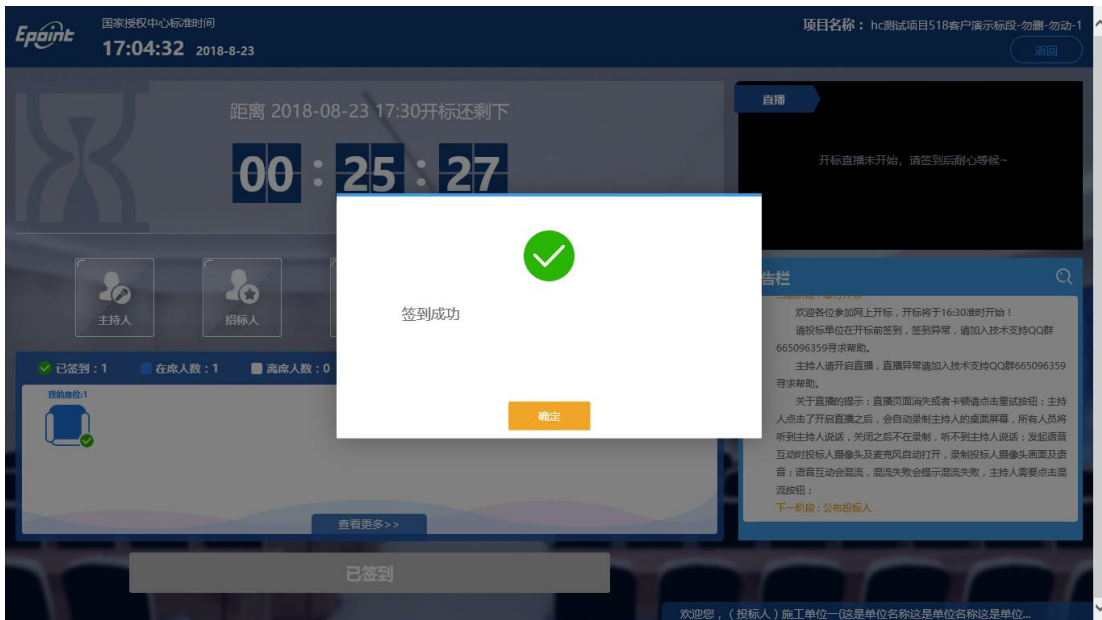 Epoint
国家授权中心标准时间
17:04:32 2018-8-23
项目名称：hc测试项目518客户演示标段-勿删-勿动-1
返回
距离 2018-08-23 17:30开标还剩下
00 : 25 : 27
直播
开标直播未开始，请签到后耐心等候~
签到成功
确定
主持人
招标人
已签到：1 在席人数：1 离席人数：0
我的座位:1
查看更多>>
已签到
告栏
欢迎各位参加网上开标，开标将于16:30准时开始！
请投标单位在开标前签到，签到异常，请加入技术支持QQ群
665096359寻求帮助。
主持人请开启直播，直播异常请加入技术支持QQ群665096359
寻求帮助。
关于直播的提示：直播页面消失或者卡顿请点击重试按钮；主持
人点击了开启直播之后，会自动录制主持人的桌面屏幕，所有人员将
听到主持人说话，关闭之后不在录制，听不到主持人说话；发起语音
互动时投标人摄像头及麦克风自动打开，录制投标人摄像头画面及语
音；语音互动会混流，混流失败会提示混流失败，主持人需要点击混
流按钮；
下一阶段：公布投标人
欢迎您，（投标人）施工单位一(这是单位名称这是单位名称这是单位...